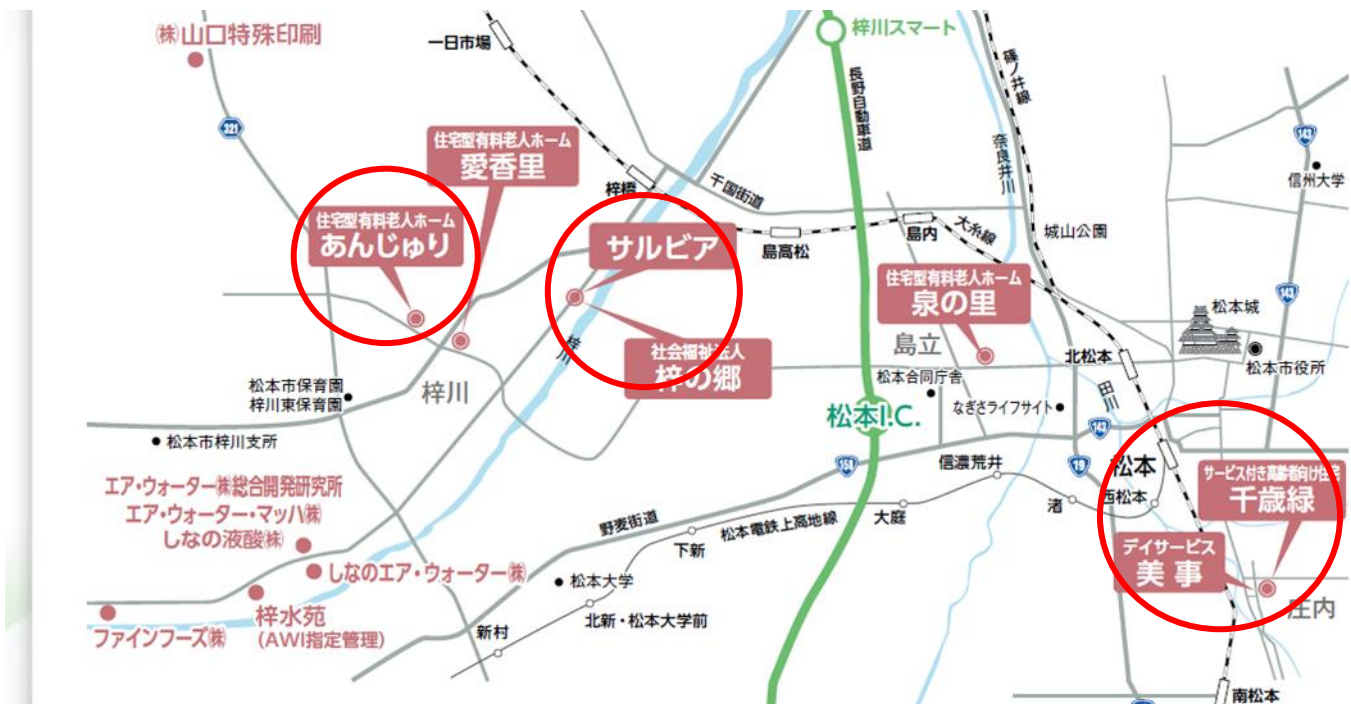 ㈱山口特殊印刷
一日市場
梓川スマート
長野自動車道
篠ノ井線
321
143
住宅型有料老人ホーム
愛香里
信州大学
奈良井川
梓橋
千国街道
住宅型有料老人ホーム
あんじゅり
サルビア
島高松
島内
大糸線
城山公園
住宅型有料老人ホーム
泉の里
143
松本城
梓川
社会福祉法人
梓の郷
島立
北松本
松本市役所
松本市保育園
梓川東保育園
梓川
松本合同庁舎
なぎさライフサイト
田川
松本I.C.
143
松本市梓川支所
158
信濃荒井
19
松本
サービス付き高齢者向け住宅
千歳緑
エア・ウォーター㈱総合開発研究所
エア・ウォーター・マッハ㈱
しなの液酸㈱
野麦街道
松本電鉄上高地線
大庭
渚
西松本
下新
デイサービス
美事
しなのエア・ウォーター㈱
松本大学
庄内
ファインフーズ㈱
梓水苑
(AWI指定管理)
新村
北新・松本大学前
南松本